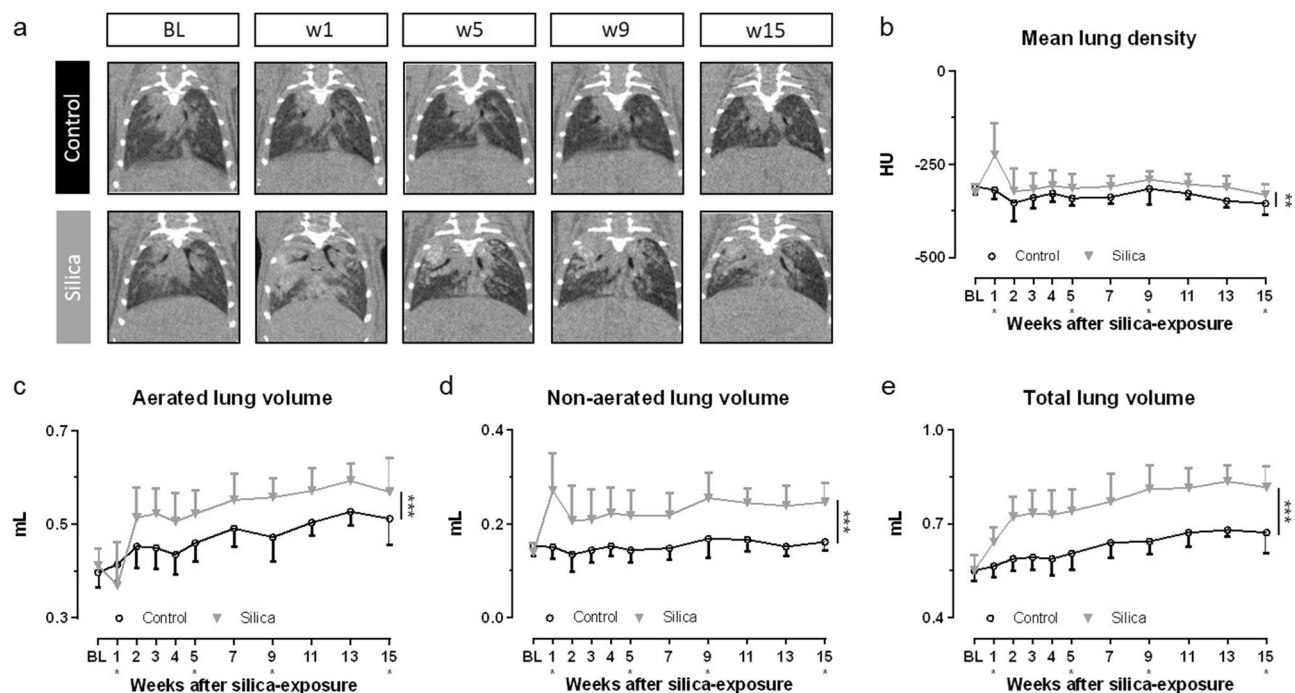 a
BL w1 w5 w9 w15
Control
Silica
b
Mean lung density
0
-250
-500
HU
Control Silica
**
BL 1 2 3 4 5 7 9 11 13 15
* * * *
Weeks after silica-exposure
c
Aerated lung volume
0.7
0.5
0.3
mL
Control Silica
***
BL 1 2 3 4 5 7 9 11 13 15
* * * *
Weeks after silica-exposure
d
Non-aerated lung volume
0.4
0.2
0.0
mL
Control Silica
***
BL 1 2 3 4 5 7 9 11 13 15
* * * *
Weeks after silica-exposure
e
Total lung volume
1.0
0.7
0.4
mL
Control Silica
***
BL 1 2 3 4 5 7 9 11 13 15
* * * *
Weeks after silica-exposure